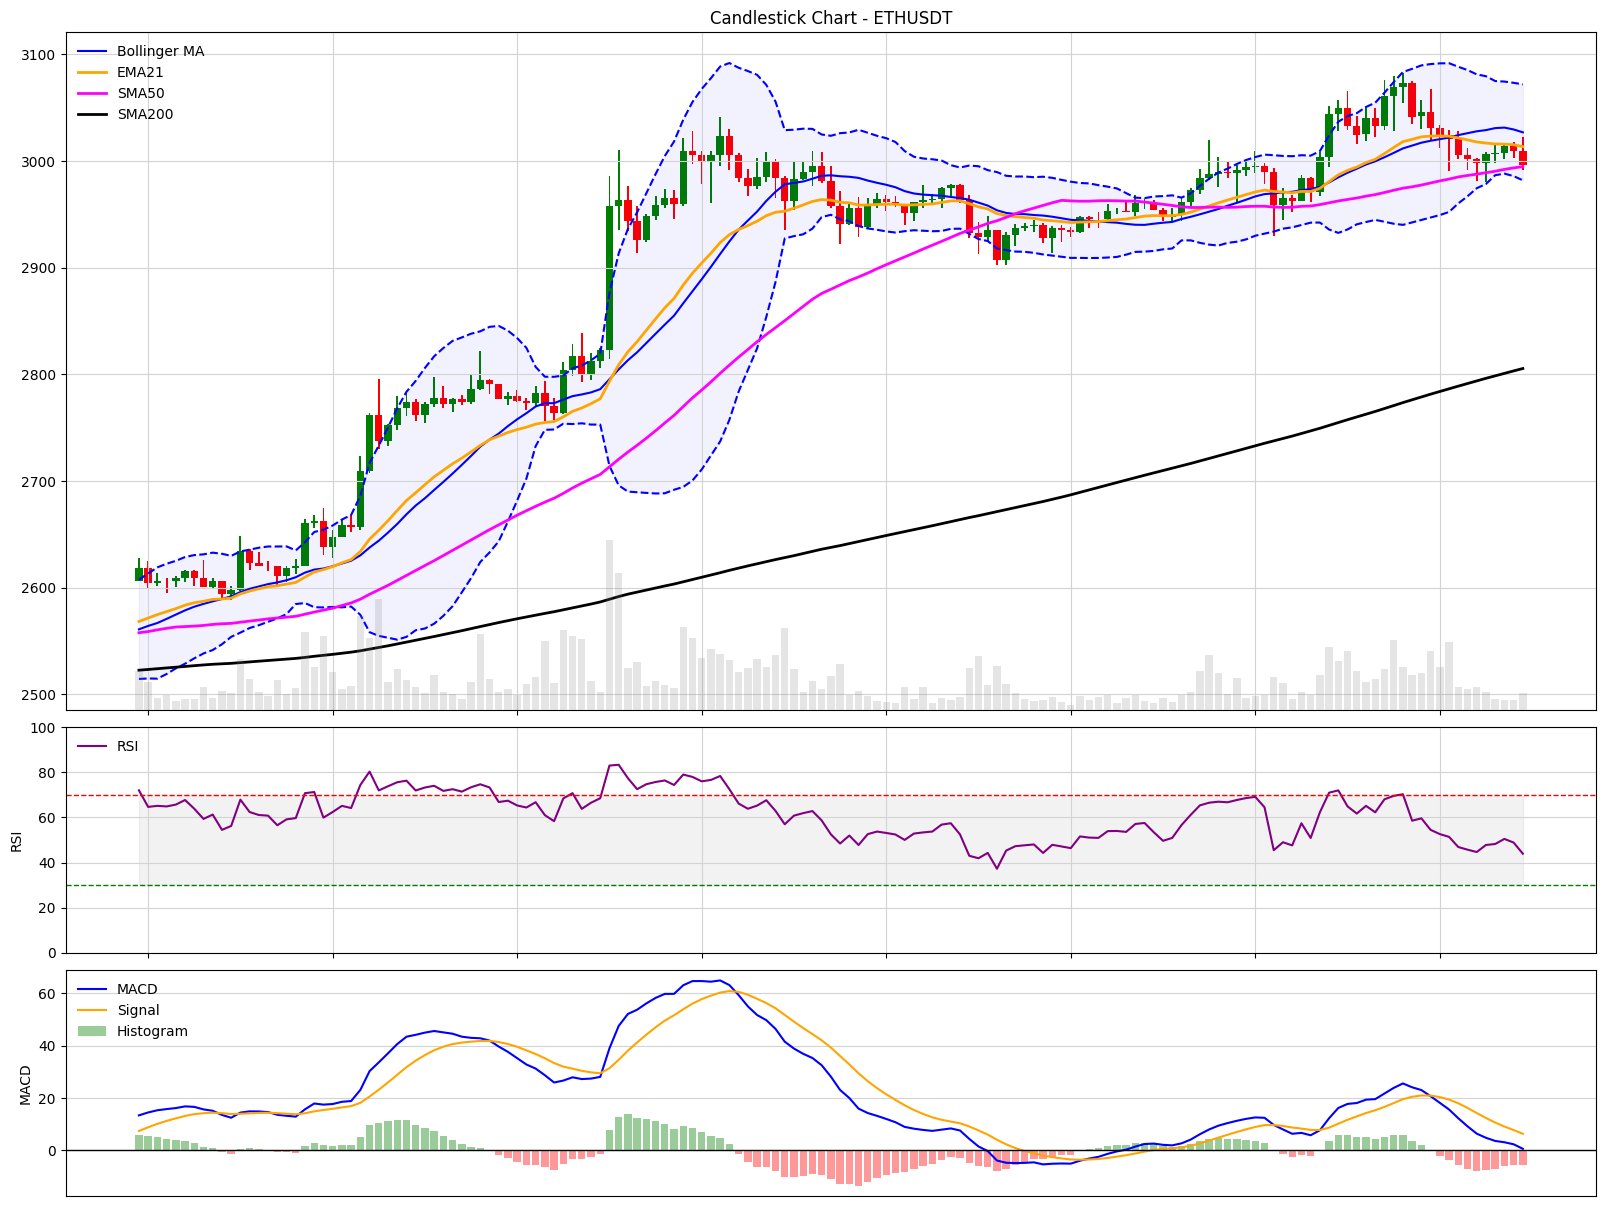 Candlestick Chart - ETHUSDT
Bollinger MA
EMA21
SMA50
SMA200
3100
3000
2900
2800
2700
2600
2500
RSI
RSI
100
80
60
40
20
0
MACD
Signal
Histogram
MACD
60
40
20
0